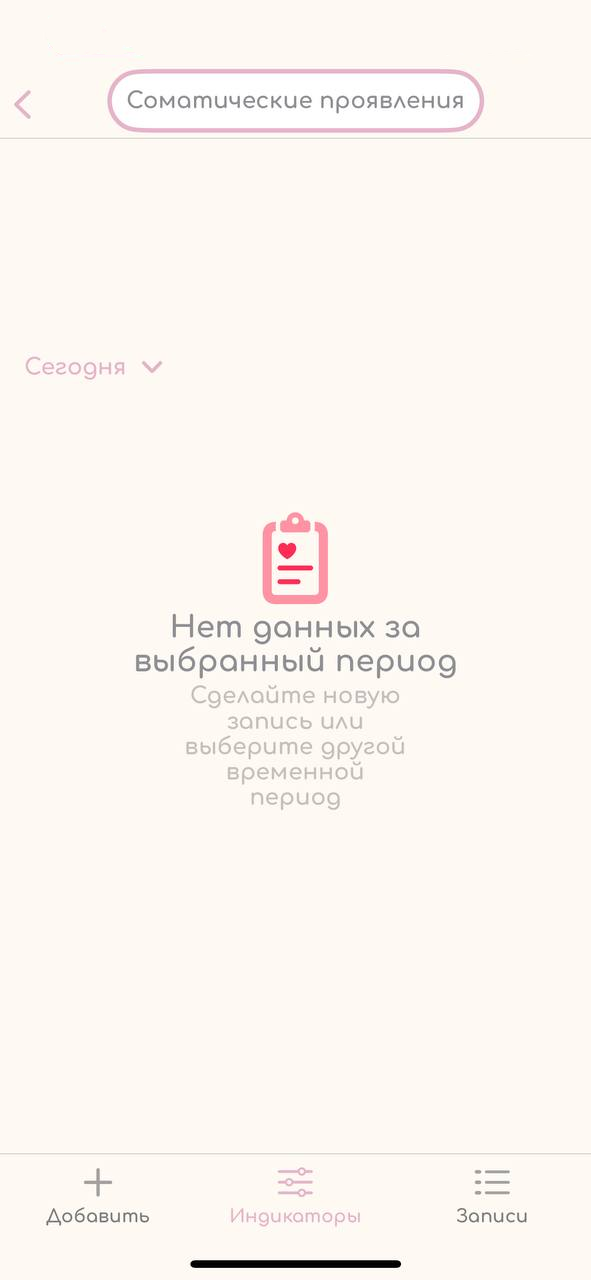 Соматические проявления
Сегодня
Нет данных за
выбранный период
Сделайте новую
запись или
выберите другой
временной
период
Добавить
Индикаторы
Записи